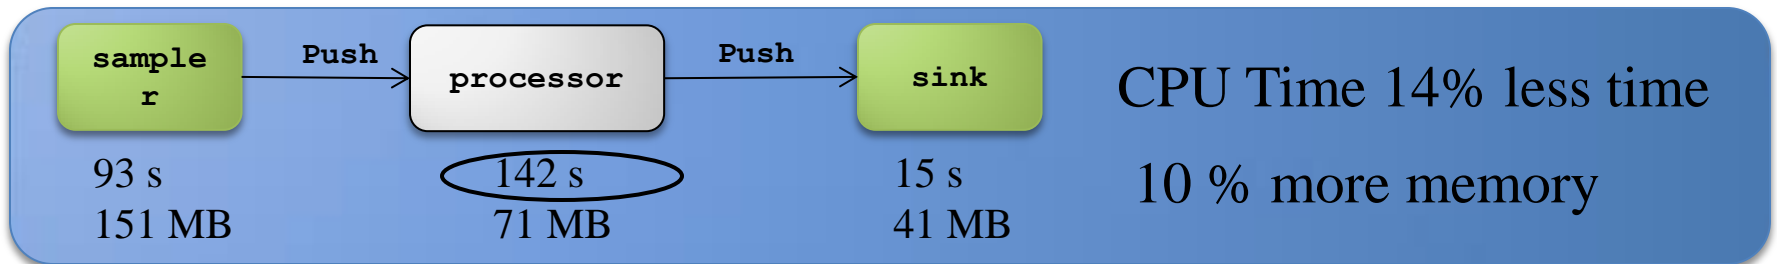 sample
r
Push
processor
Push
sink
CPU Time 14% less time
93 s
142 s
15 s
10 % more memory
151 MB
71 MB
41 MB